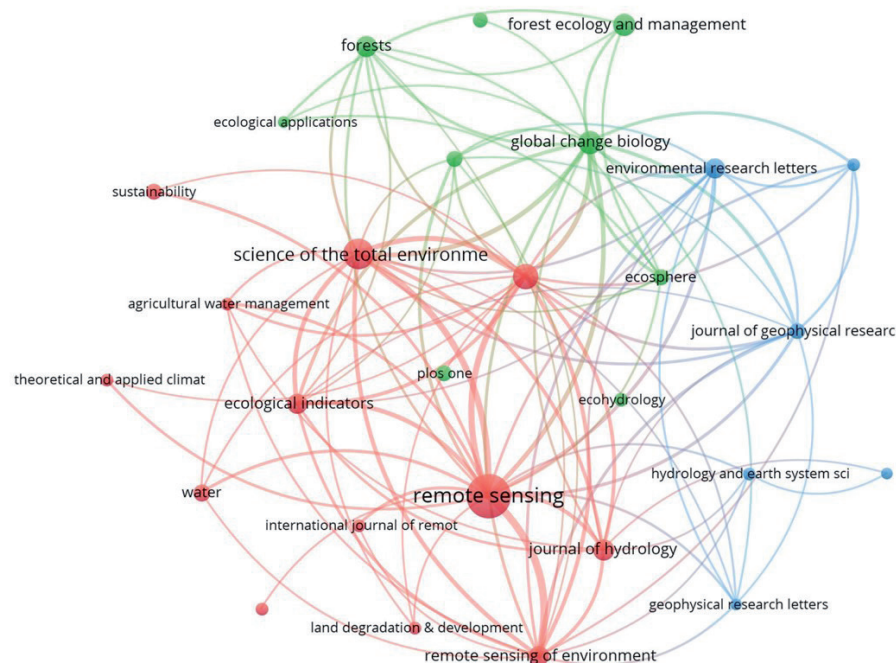 forest ecology and management
forests
ecological applications
global change biology
environmental research letters
sustainability
science of the total environme
ecosphere
agricultural water management
journal of geophysical researc
plos one
theoretical and applied climat
ecological indicators
ecohydrology
hydrology and earth system sci
water
remote sensing
international journal of remot
journal of hydrology
geophysical research letters
land degradation & development
remote sensing of environment